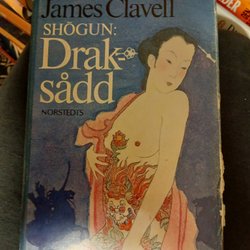 James Clavell
SHŌGUN:
Drak-
sådd
NORSTEDTS